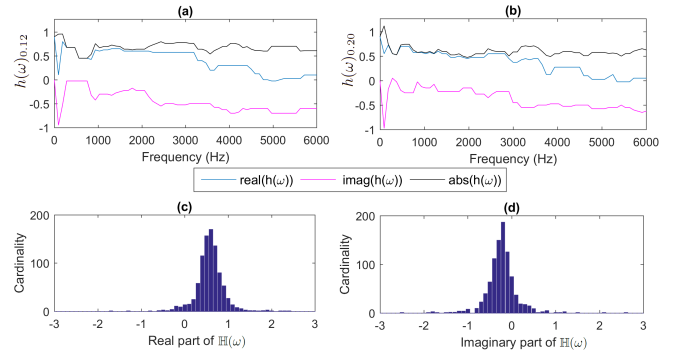 (a)
(b)
h(ω)0.12
1
0.5
0
-0.5
-1
0 1000 2000 3000 4000 5000 6000
Frequency (Hz)
h(ω)0.20
1
0.5
0
-0.5
-1
0 1000 2000 3000 4000 5000 6000
Frequency (Hz)
real(h(ω)) imag(h(ω)) abs(h(ω))
(c)
(d)
Cardinality
200
100
0
-3 -2 -1 0 1 2 3
Real part of ℍ(ω)
Cardinality
200
100
0
-3 -2 -1 0 1 2 3
Imaginary part of ℍ(ω)